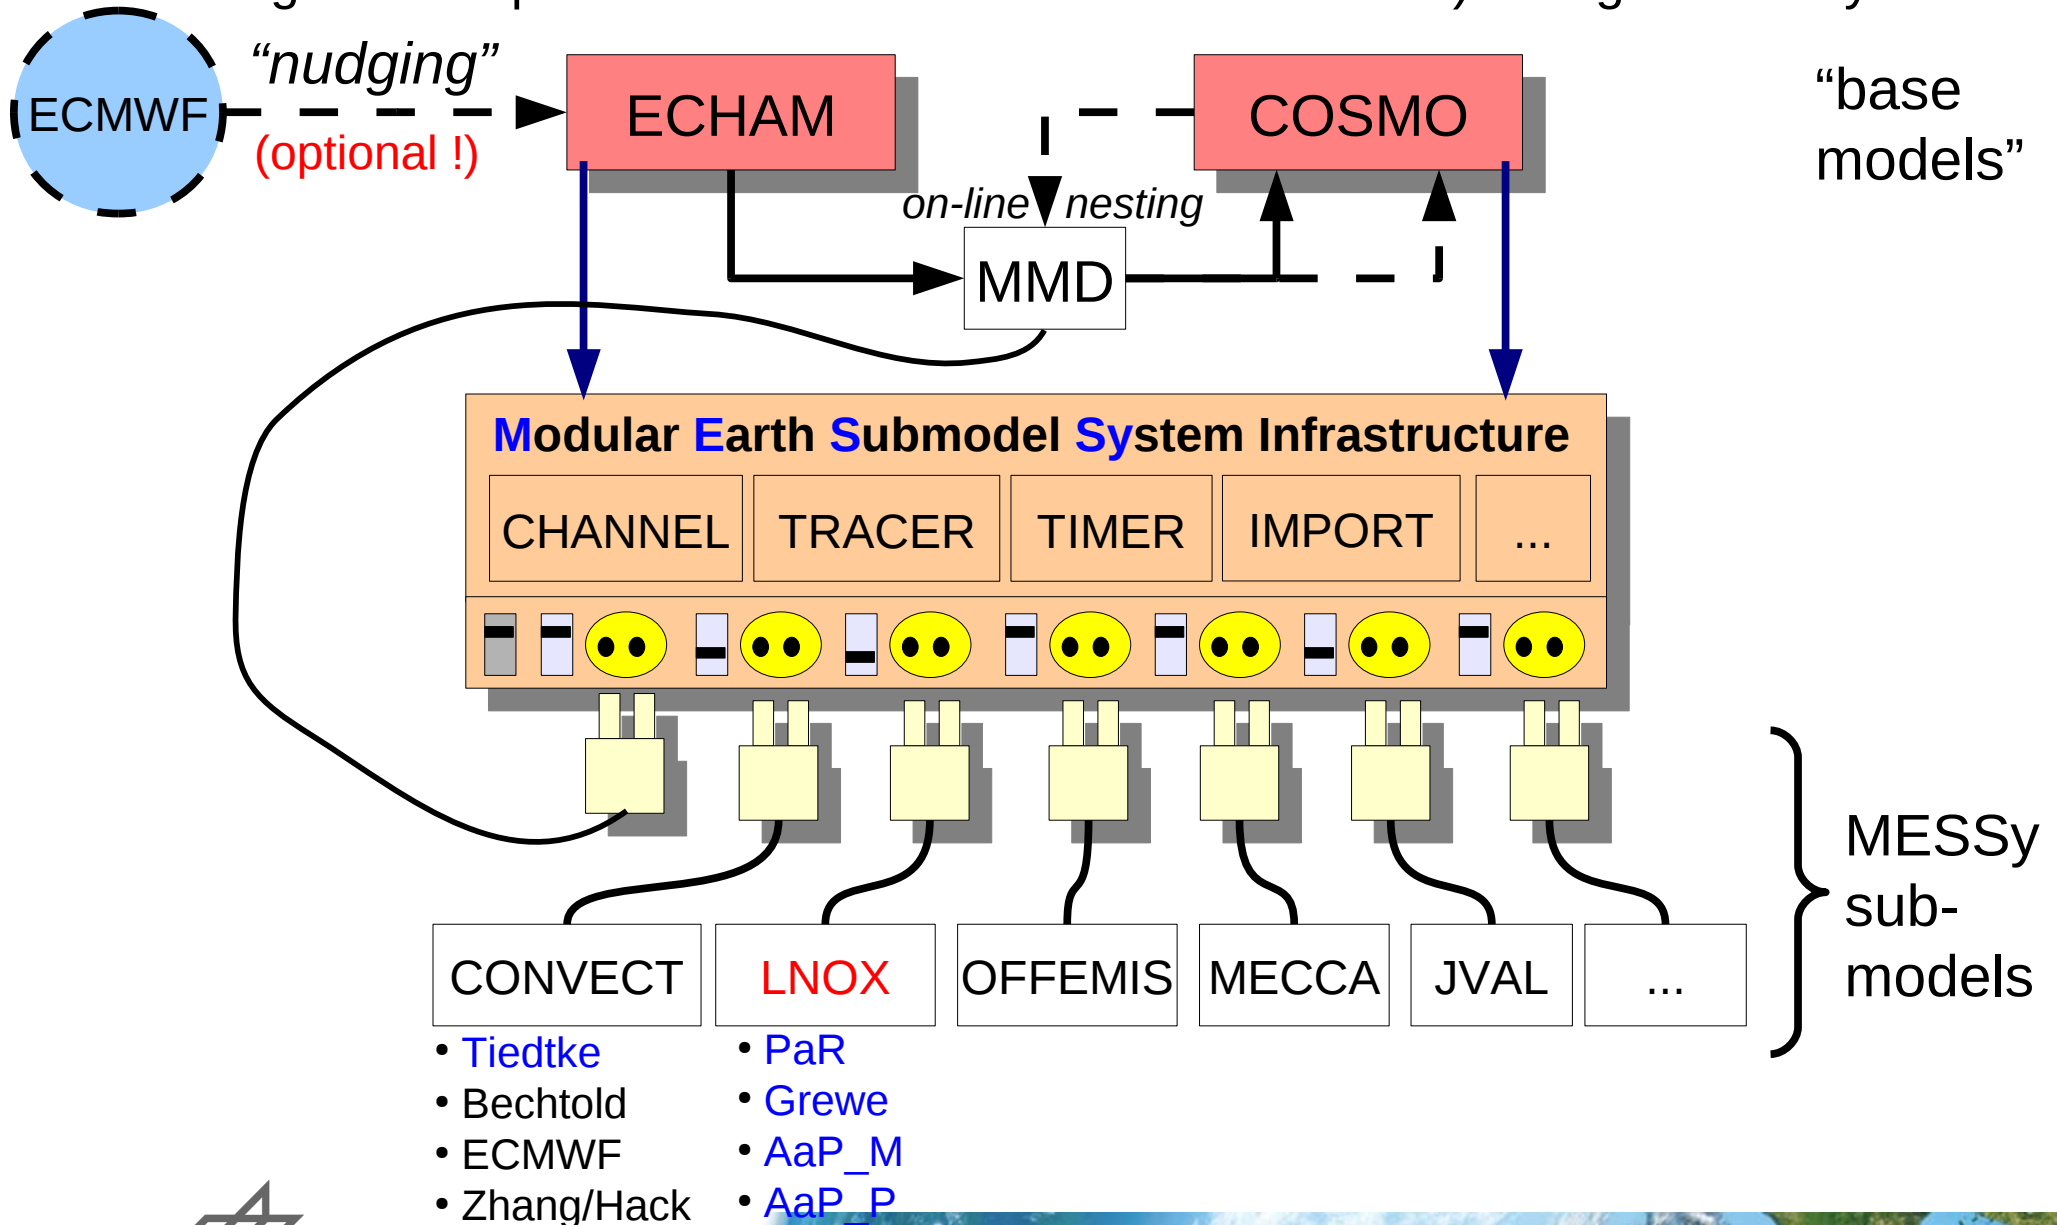 “nudging”
ECMWF
(optional !)
ECHAM
COSMO
“base
models”
on-line nesting
MMD
Modular Earth Submodel System Infrastructure
CHANNEL TRACER TIMER IMPORT ...
MESSy
sub-
models
CONVECT LNOX OFFEMIS MECCA JVAL ...
• Tiedtke
• Bechtold
• ECMWF
• Zhang/Hack
• PaR
• Grewe
• AaP_M
• AaP_P